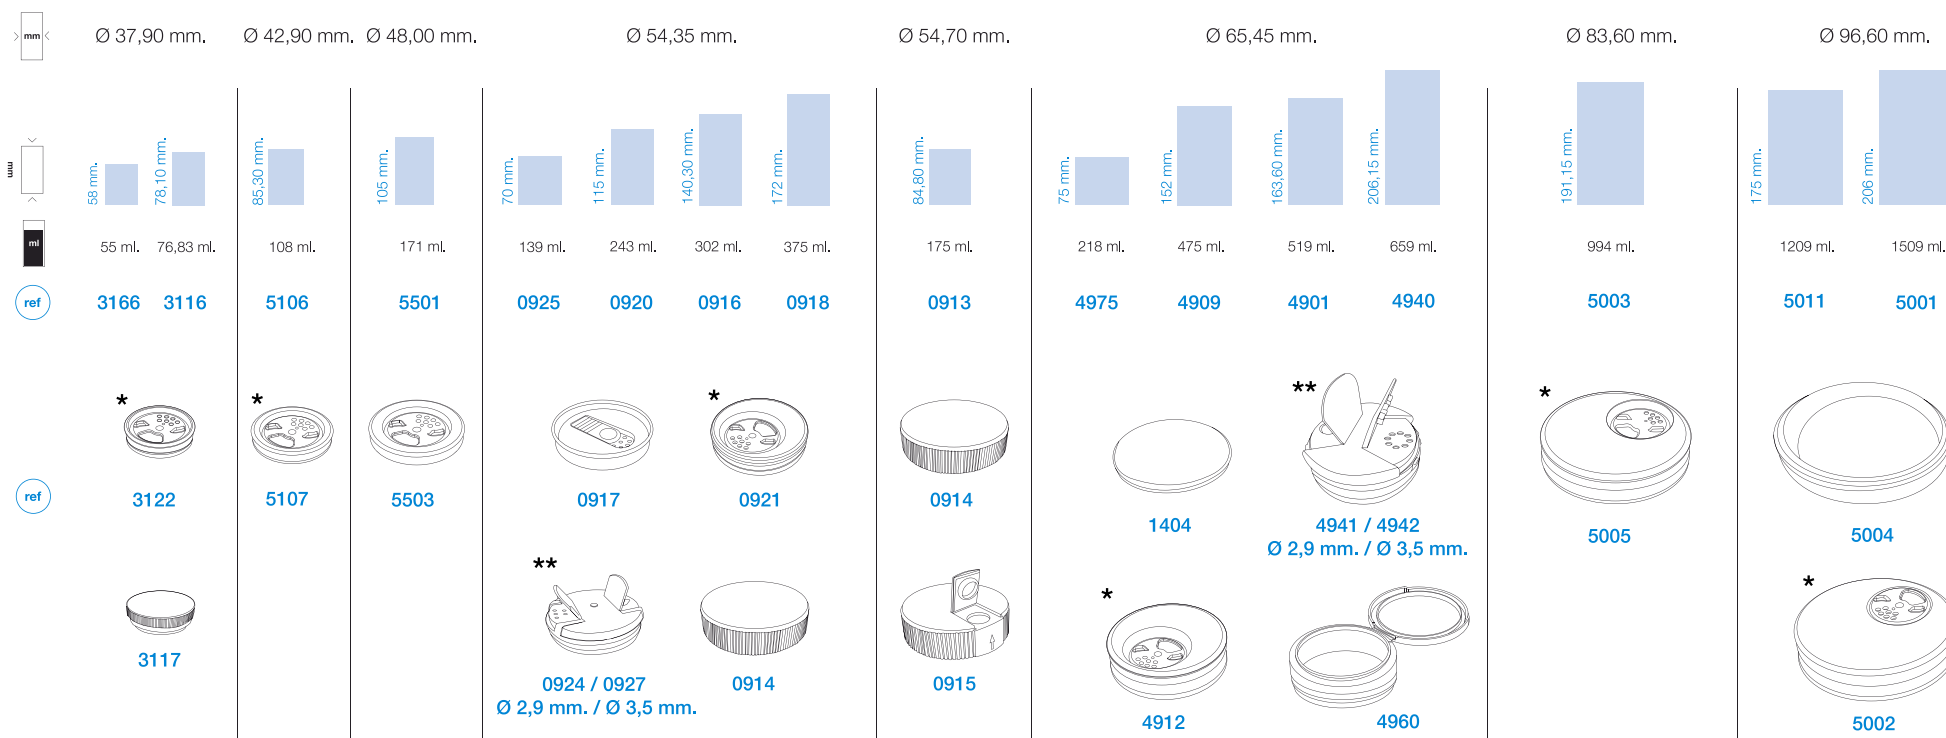 mm Ø 37,90 mm. Ø 42,90 mm. Ø 48,00 mm. Ø 54,35 mm. Ø 54,70 mm. Ø 65,45 mm. Ø 83,60 mm. Ø 96,60 mm.
mm 58 mm. 78,10 mm. 85,30 mm. 105 mm. 70 mm. 115 mm. 140,30 mm. 172 mm. 84,80 mm. 75 mm. 152 mm. 163,60 mm. 206,15 mm. 191,15 mm. 175 mm. 206 mm.
ml 55 ml. 76,83 ml. 108 ml. 171 ml. 139 ml. 243 ml. 302 ml. 375 ml. 175 ml. 218 ml. 475 ml. 519 ml. 659 ml. 994 ml. 1209 ml. 1509 ml.
ref 3166 3116 5106 5501 0925 0920 0916 0918 0913 4975 4909 4901 4940 5003 5011 5001
* * * ** *
ref 3122 5107 5503 0917 0921 0914 1404 4941 / 4942 5005 5004
Ø 2,9 mm. / Ø 3,5 mm.
** * *
3117 0924 / 0927 0914 0915 4912 4960 5002
Ø 2,9 mm. / Ø 3,5 mm.